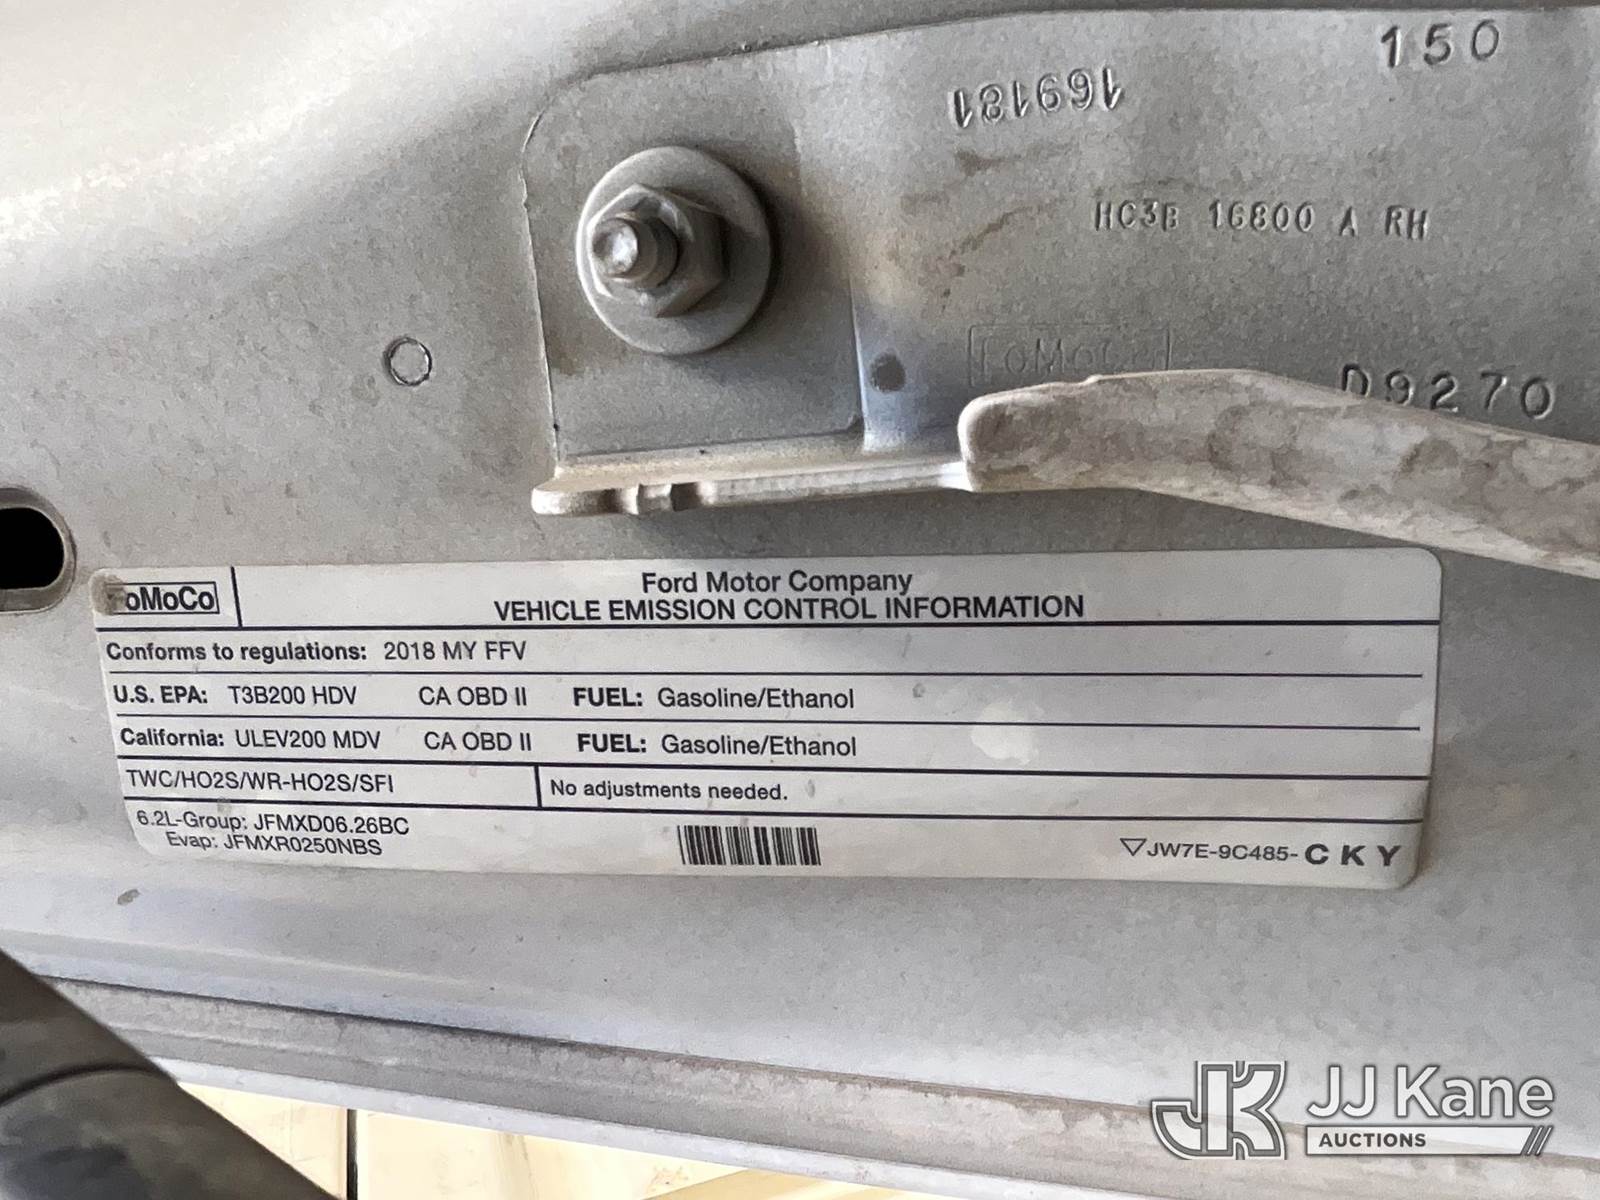 150
169181
HC3B 16800 A RH
FoMoCo
D9270
FoMoCo
Ford Motor Company
VEHICLE EMISSION CONTROL INFORMATION
Conforms to regulations: 2018 MY FFV
U.S. EPA: T3B200 HDV CA OBD II FUEL: Gasoline/Ethanol
California: ULEV200 MDV CA OBD II FUEL: Gasoline/Ethanol
TWC/HO2S/WR-HO2S/SFI No adjustments needed.
6.2L-Group: JFMXD06.26BC
Evap: JFMXR0250NBS
▽JW7E-9C485-CKY
JK JJ Kane
AUCTIONS